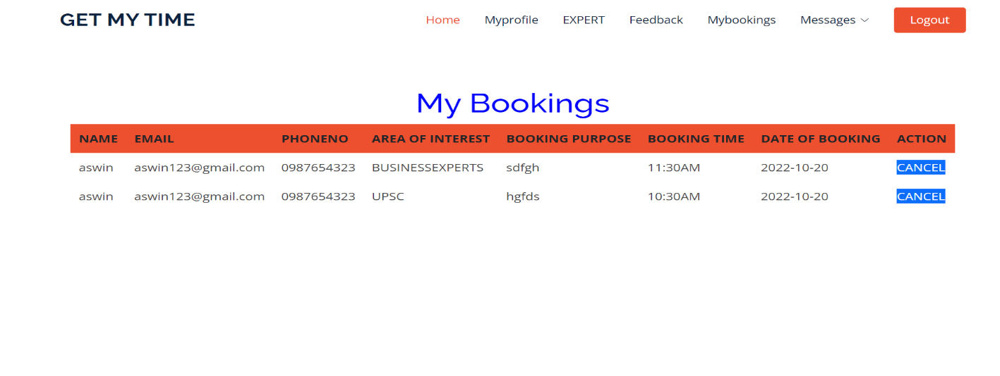 GET MY TIME Home Myprofile EXPERT Feedback Mybookings Messages Logout
My Bookings
NAME EMAIL PHONENO AREA OF INTEREST BOOKING PURPOSE BOOKING TIME DATE OF BOOKING ACTION
aswin aswin123@gmail.com 0987654323 BUSINESSEXPERTS sdfgh 11:30AM 2022-10-20 CANCEL
aswin aswin123@gmail.com 0987654323 UPSC hgfds 10:30AM 2022-10-20 CANCEL